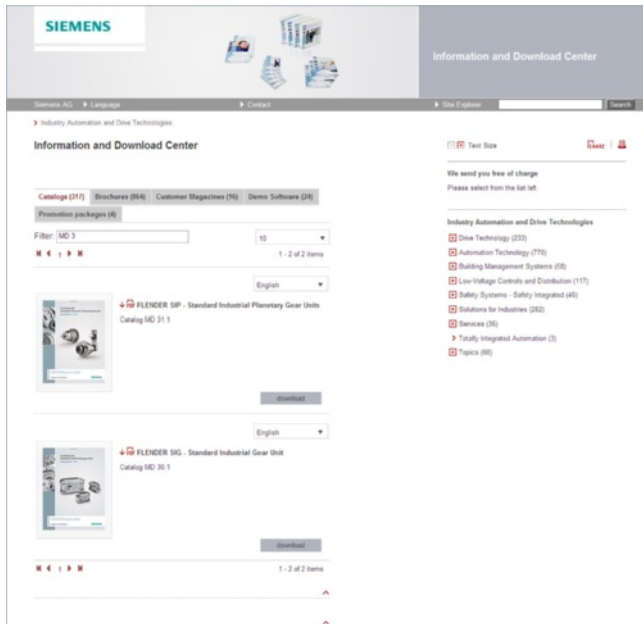 SIEMENS
Information and Download Center
Siemens AG Language Contact Site Explorer Search
Industry Automation and Drive Technologies
Information and Download Center
Text Size
We send you free of charge
Please select from the list left.
Catalogs (317) Brochures (864) Customer Magazines (16) Demo Software (24)
Promotion packages (4)
Filter: MD 3 10
1 1 - 2 of 2 items
English
FLENDER SIP - Standard Industrial Planetary Gear Units
Catalog MD 31.1
download
English
FLENDER SIG - Standard Industrial Gear Unit
Catalog MD 30.1
download
1 1 - 2 of 2 items
Industry Automation and Drive Technologies
Drive Technology (233)
Automation Technology (770)
Building Management Systems (58)
Low-Voltage Controls and Distribution (117)
Safety Systems - Safety Integrated (46)
Solutions for Industries (282)
Services (36)
Totally Integrated Automation (3)
Topics (60)